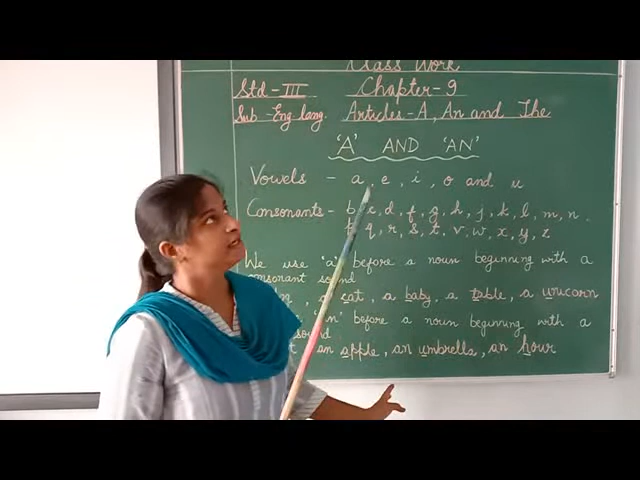 Class Work
Std - III Chapter - 9
Sub - Eng. lang. Articles - A, An and The
'A' AND 'AN'
Vowels - a, e, i, o and u
Consonants - b, c, d, f, g, h, j, k, l, m, n
q, r, s, t, v, w, x, y, z
We use 'a' before a noun beginning with a
consonant sound
a cat, a baby, a table, a unicorn
before a noun beginning with a
sound
an apple, an umbrella, an hour